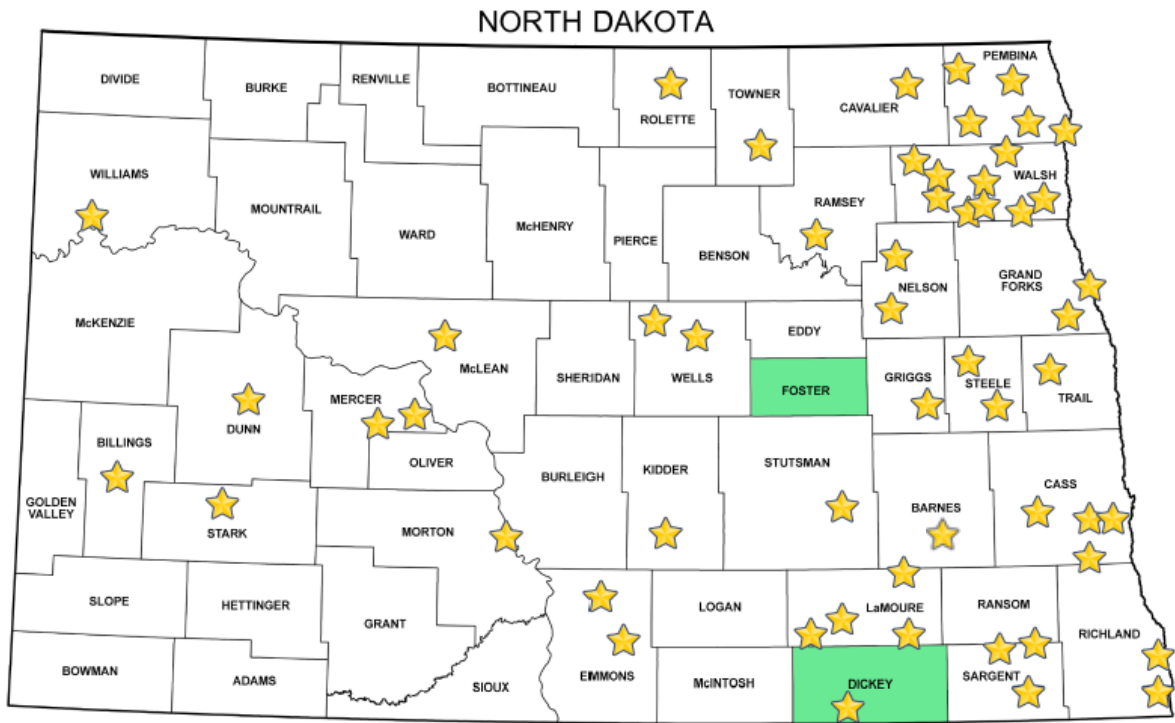 NORTH DAKOTA
DIVIDE
BURKE
RENVILLE
BOTTINEAU
ROLETTE
TOWNER
CAVALIER
PEMBINA
WILLIAMS
MOUNTRAIL
WARD
McHENRY
PIERCE
BENSON
RAMSEY
WALSH
McKENZIE
NELSON
GRAND
FORKS
DUNN
MERCER
McLEAN
SHERIDAN
WELLS
EDDY
FOSTER
GRIGGS
STEELE
TRAIL
BILLINGS
GOLDEN
VALLEY
STARK
OLIVER
MORTON
BURLEIGH
KIDDER
STUTSMAN
BARNES
CASS
SLOPE
HETTINGER
GRANT
LOGAN
LaMOURE
RANSOM
RICHLAND
BOWMAN
ADAMS
SIOUX
EMMONS
McINTOSH
DICKEY
SARGENT